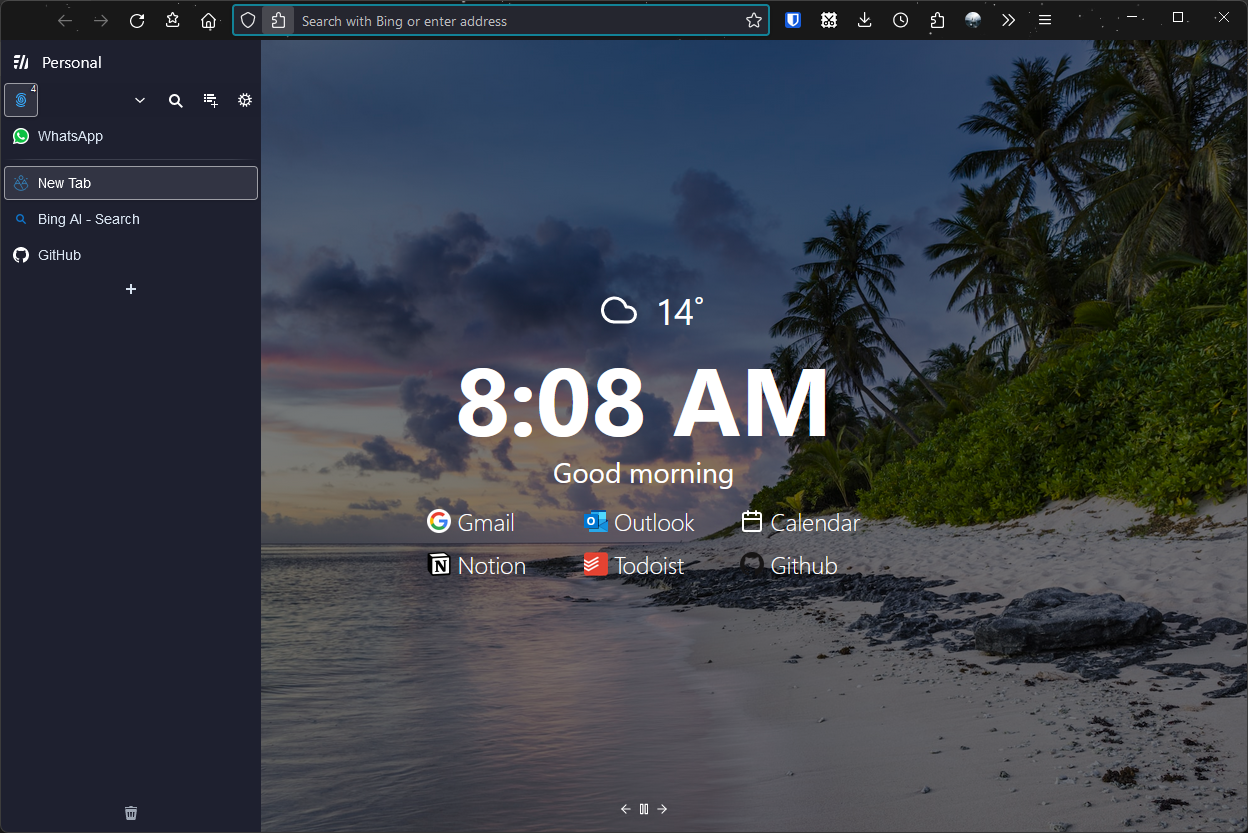 Search with Bing or enter address
Personal
4
WhatsApp
New Tab
Bing AI - Search
GitHub
14°
8:08 AM
Good morning
Gmail Outlook Calendar
Notion Todoist Github